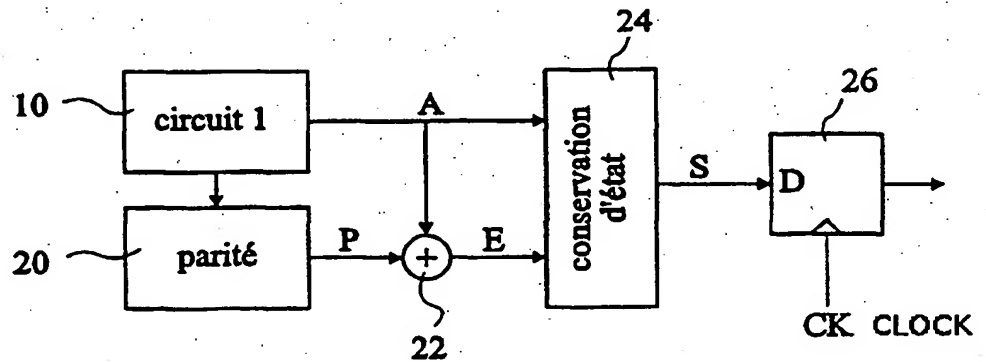 24
10
circuit 1
A
26
conservation
d'état
S
D
20
parité
P
+
E
22
CK CLOCK